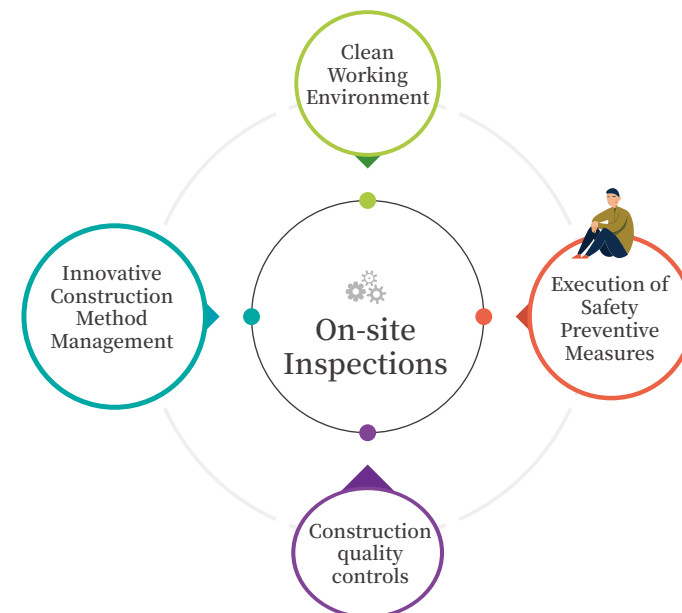 Clean
Working
Environment
Innovative
Construction
Method
Management
On-site
Inspections
Execution of
Safety
Preventive
Measures
Construction
quality
controls